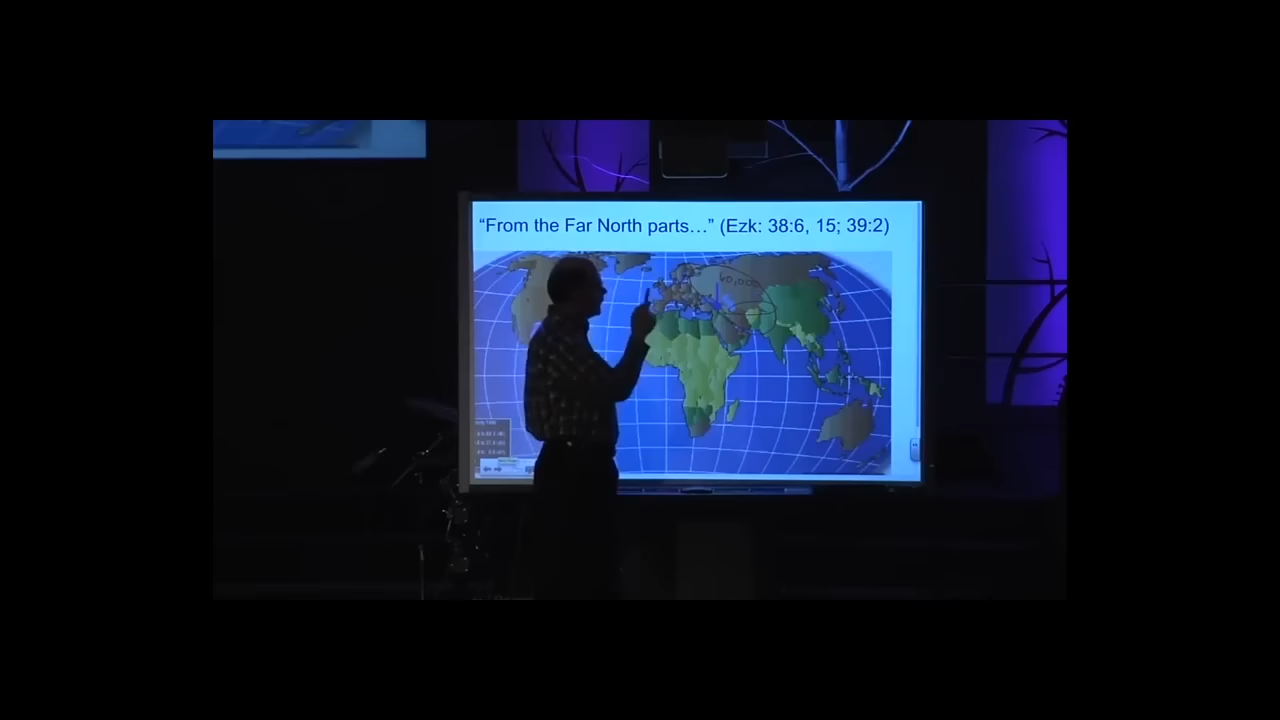 “From the Far North parts…” (Ezk: 38:6, 15; 39:2)